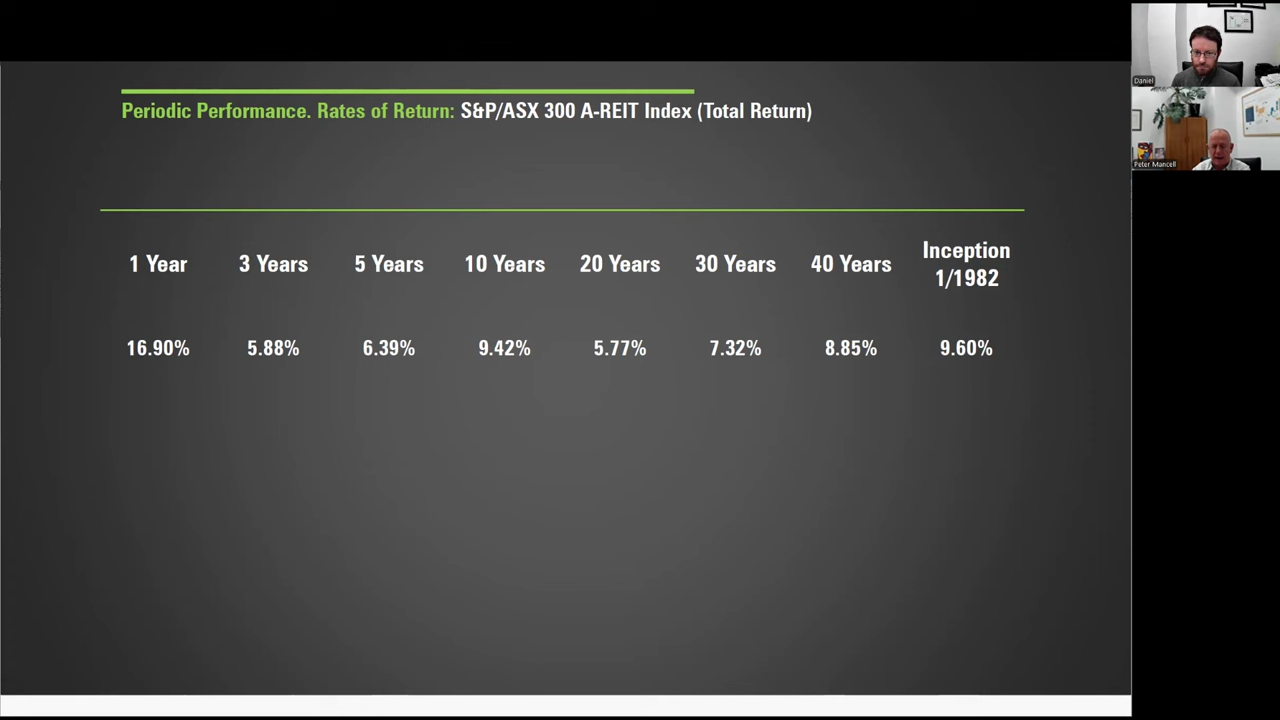 Periodic Performance. Rates of Return: S&P/ASX 300 A-REIT Index (Total Return)
1 Year 3 Years 5 Years 10 Years 20 Years 30 Years 40 Years Inception 1/1982
16.90% 5.88% 6.39% 9.42% 5.77% 7.32% 8.85% 9.60%
Daniel
Peter Mancell